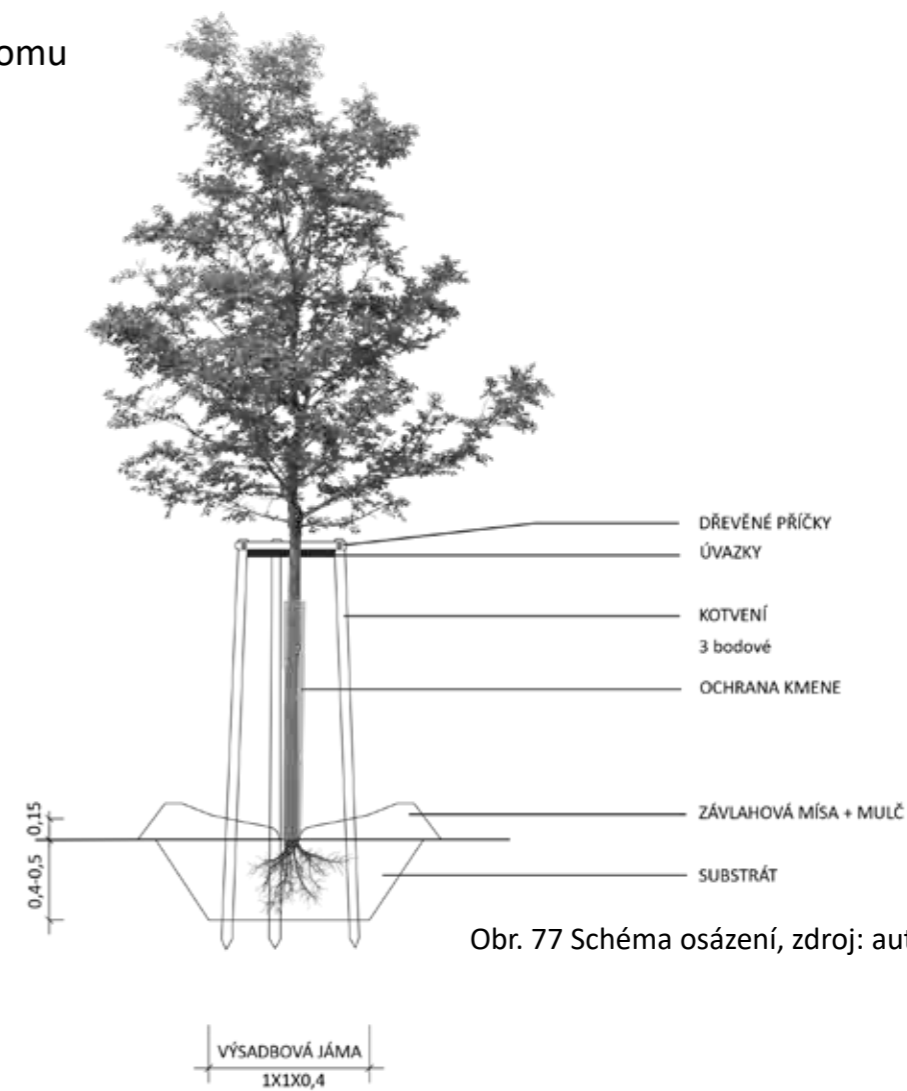 omu
DŘEVĚNÉ PŘÍČKY
ÚVAZKY
KOTVENÍ
3 bodové
OCHRANA KMENE
0,15
ZÁVLAHOVÁ MÍSA + MULČ
0,4-0,5
SUBSTRÁT
Obr. 77 Schéma osázení, zdroj: aut
VÝSADBOVÁ JÁMA
1X1X0,4